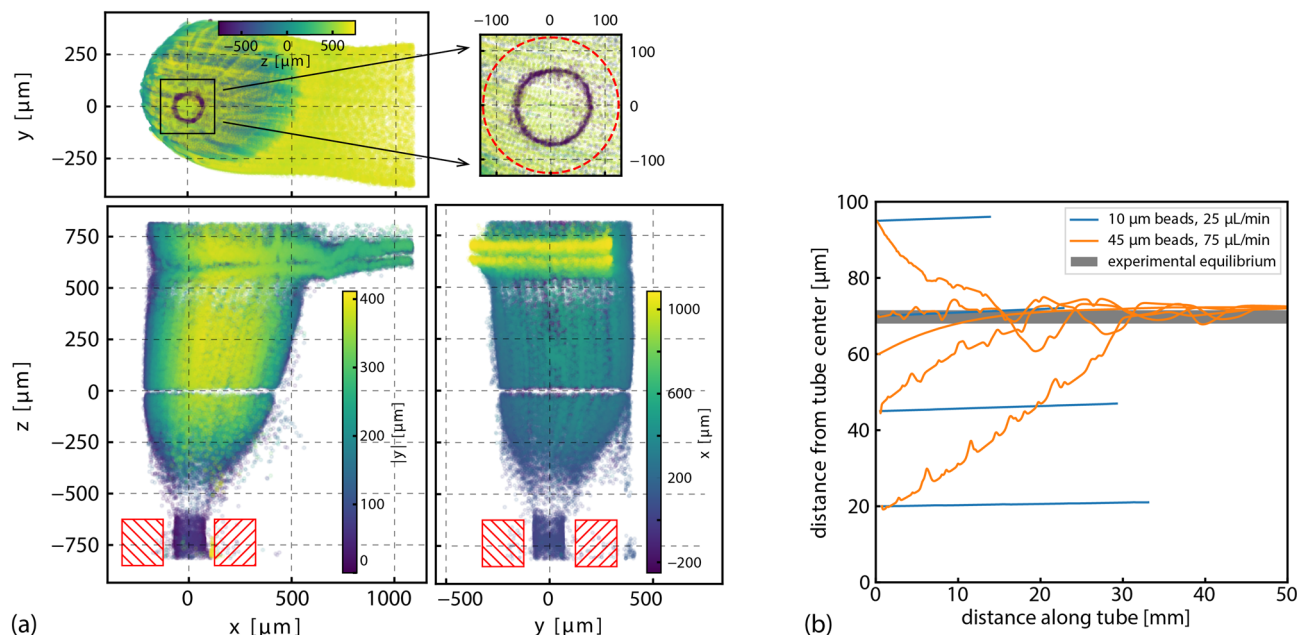 −100 0 100
400
250
0
−250
y [µm]
−500 0 500
z [µm]
100
0
−100
750
500
250
0
−250
−500
−750
z [µm]
400
300
200
100
0
|y| [µm]
0 500 1000
x [µm]
1000
600
200
−200
x [µm]
−500 0 500
y [µm]
(a)
100
80
60
40
20
0
distance from tube center [µm]
10 µm beads, 25 µL/min
45 µm beads, 75 µL/min
experimental equilibrium
0 10 20 30 40 50
distance along tube [mm]
(b)